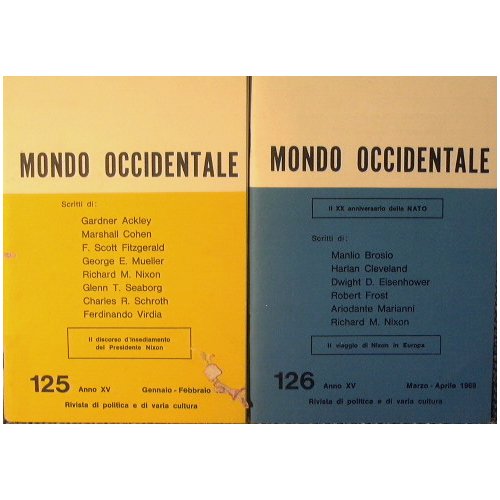 MONDO OCCIDENTALE
Scritti di:
Gardner Ackley
Marshall Cohen
F. Scott Fitzgerald
George E. Mueller
Richard M. Nixon
Glenn T. Seaborg
Charles R. Schroth
Ferdinando Virdia
Il discorso d'insediamento
del Presidente Nixon
125 Anno XV Gennaio - Febbraio
Rivista di politica e di varia cultura
MONDO OCCIDENTALE
Il XX anniversario della NATO
Scritti di:
Manlio Brosio
Harlan Cleveland
Dwight D. Eisenhower
Robert Frost
Ariodante Marianni
Richard M. Nixon
Il viaggio di Nixon in Europa
126 Anno XV Marzo - Aprile 1969
Rivista di politica e di varia cultura